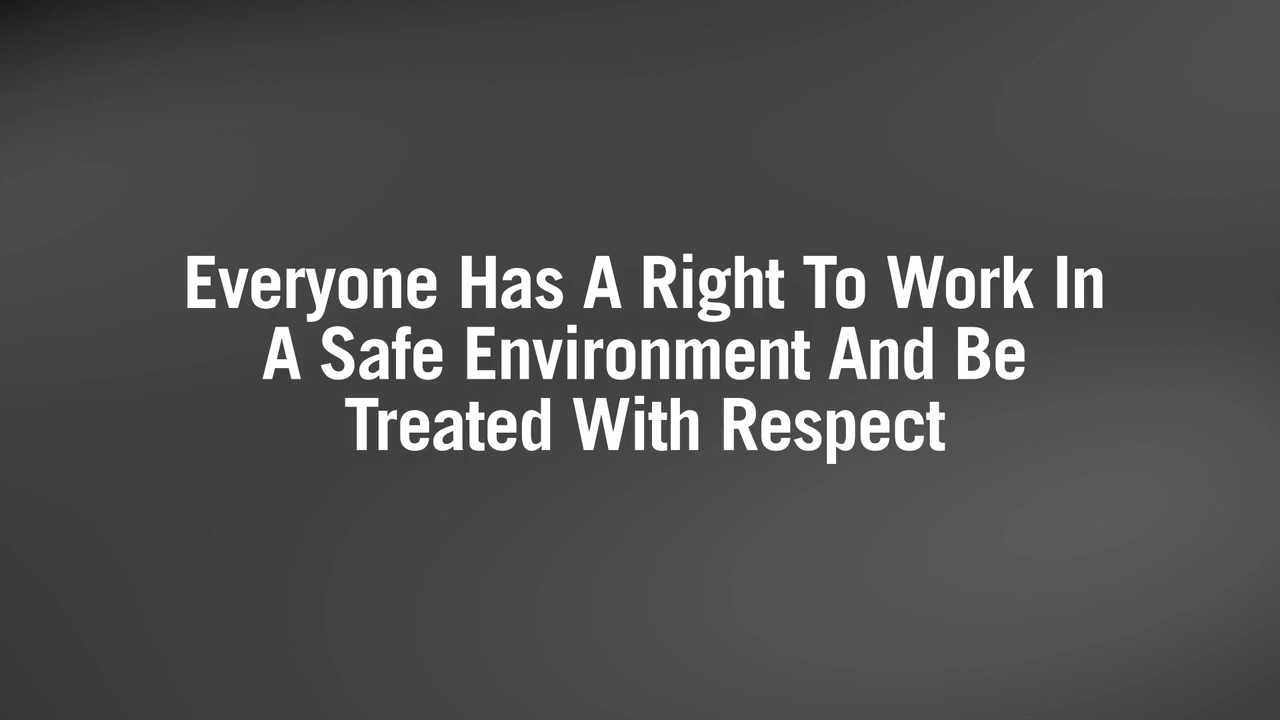 Everyone Has A Right To Work In
A Safe Environment And Be
Treated With Respect